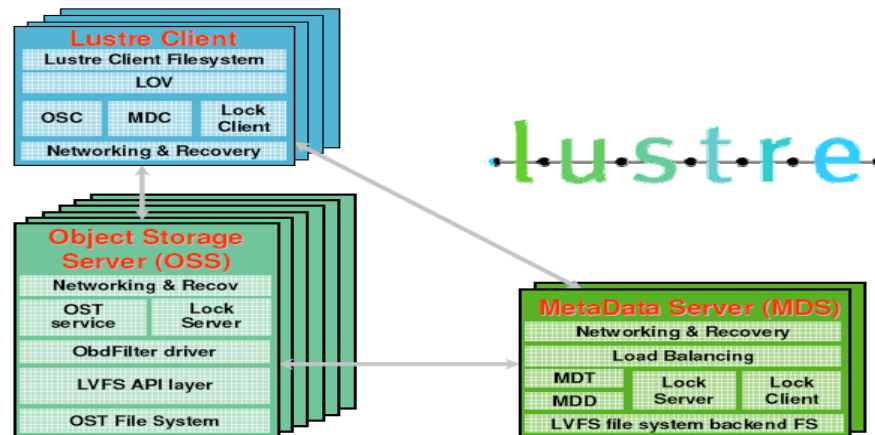 Lustre Client
Lustre Client Filesystem
LOV
OSC
MDC
Lock
Client
Networking & Recovery
lustre
Object Storage
Server (OSS)
Networking & Recov
OST
service
Lock
Server
ObdFilter driver
LVFS API layer
OST File System
MetaData Server (MDS)
Networking & Recovery
Load Balancing
MDT
MDD
Lock
Server
Lock
Client
LVFS file system backend FS